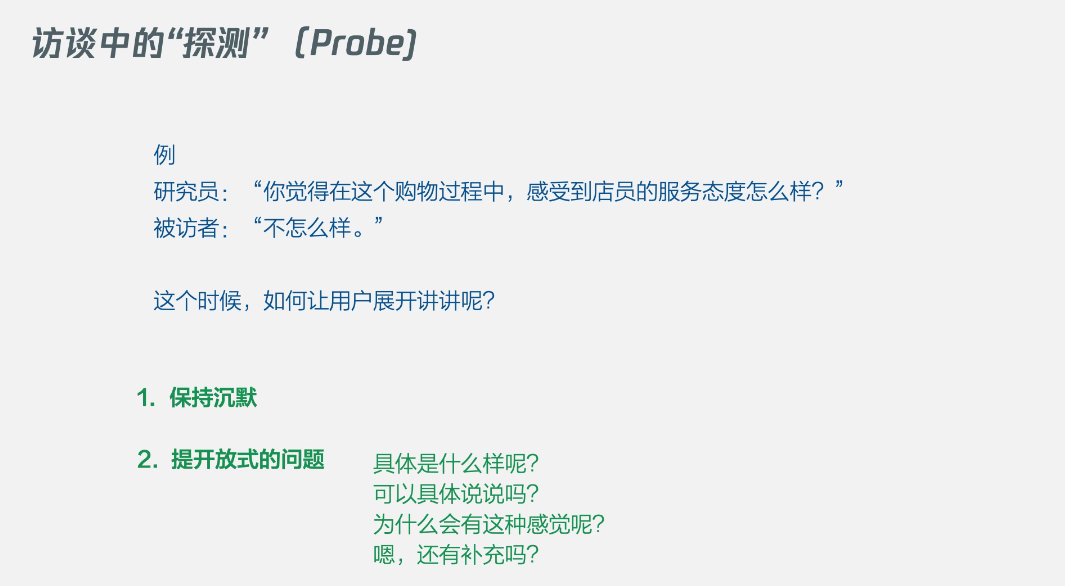 访谈中的“探测” (Probe)
例
研究员：“你觉得在这个购物过程中，感受到店员的服务态度怎么样？”
被访者：“不怎么样。”
这个时候，如何让用户展开讲讲呢？
1. 保持沉默
2. 提开放式的问题
具体是什么样呢？
可以具体说说吗？
为什么会有这种感觉呢？
嗯，还有补充吗？